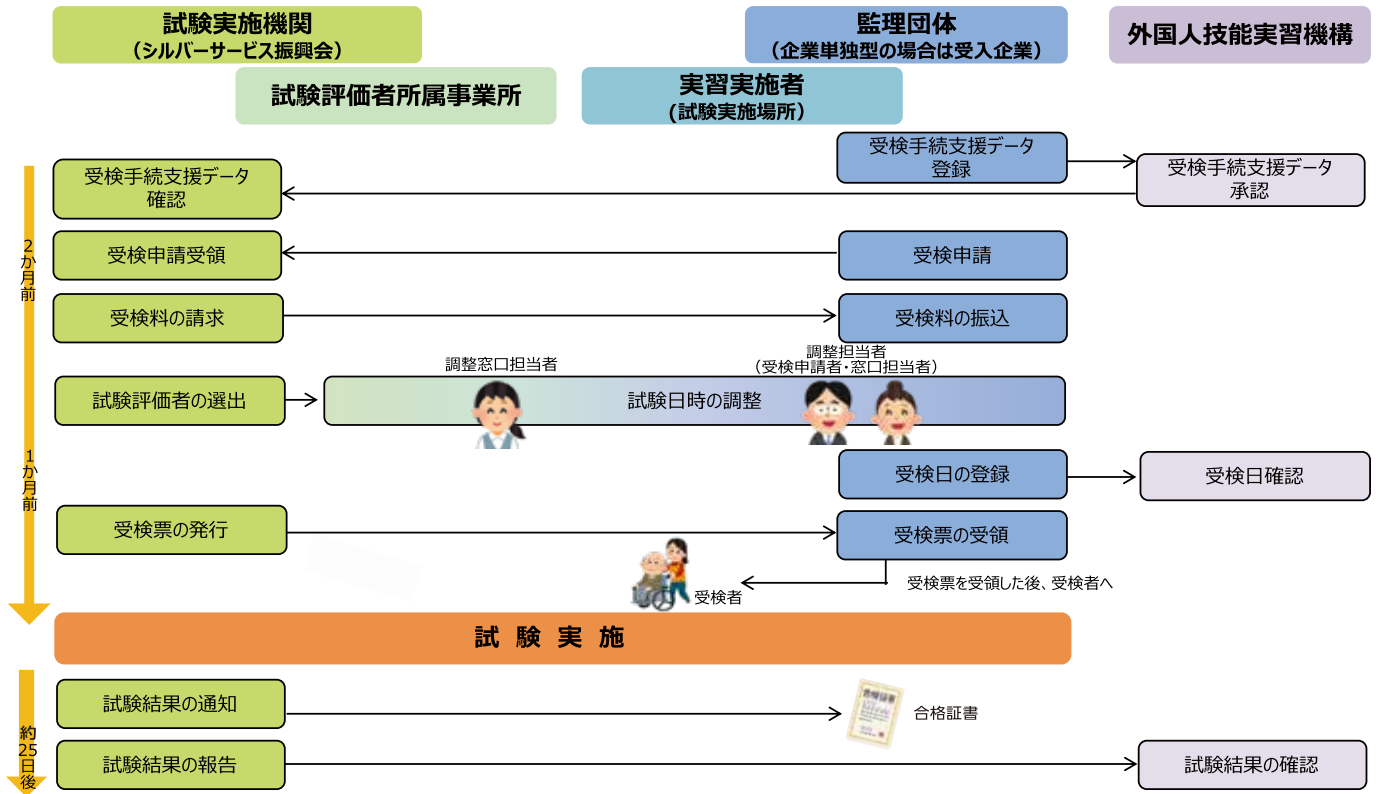 試験実施機関
（シルバーサービス振興会）
監理団体
（企業単独型の場合は受入企業）
外国人技能実習機構
試験評価者所属事業所
実習実施者
(試験実施場所）
受検手続支援データ
登録
受検手続支援データ
承認
受検手続支援データ
確認
2か月前
受検申請受領
受検申請
受検料の請求
受検料の振込
調整窓口担当者
調整担当者
（受検申請者・窓口担当者）
試験評価者の選出
試験日時の調整
1か月前
受検日の登録
受検日確認
受検票の発行
受検票の受領
受検者
受検票を受領した後、受検者へ
試 験 実 施
試験結果の通知
合格証書
合格証書
約25日後
試験結果の報告
試験結果の確認